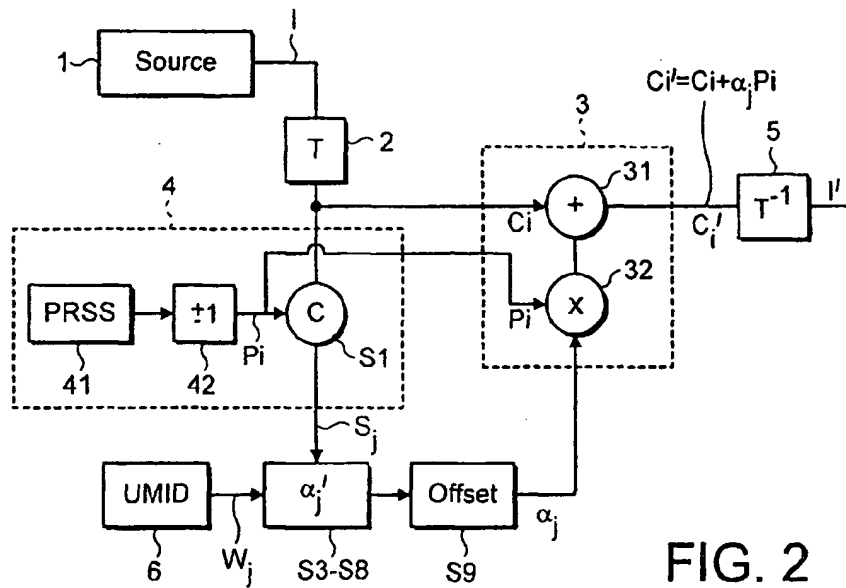 I
1
Source
Ci'=Ci+αjPi
T
2
3
5
4
31
Ci
+
Ci'
T-1
I'
32
PRSS
±1
C
Pi
X
41
42
Pi
S1
Sj
UMID
αj'
Offset
αj
6
Wj
S3-S8
S9
FIG. 2